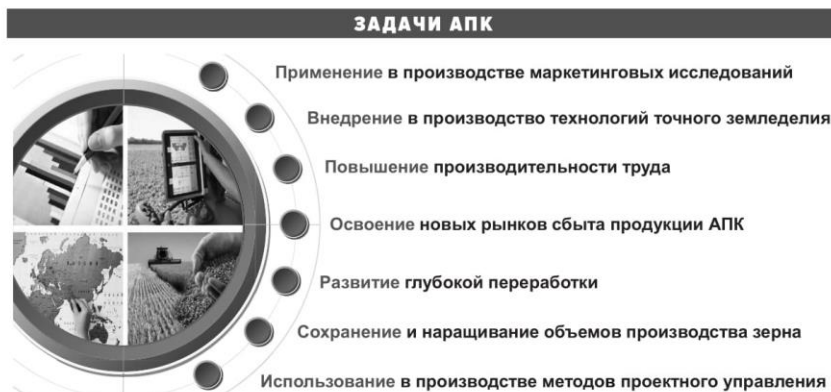 ЗАДАЧИ АПК
Применение в производстве маркетинговых исследований
Внедрение в производство технологий точного земледелия
Повышение производительности труда
Освоение новых рынков сбыта продукции АПК
Развитие глубокой переработки
Сохранение и наращивание объемов производства зерна
Использование в производстве методов проектного управления